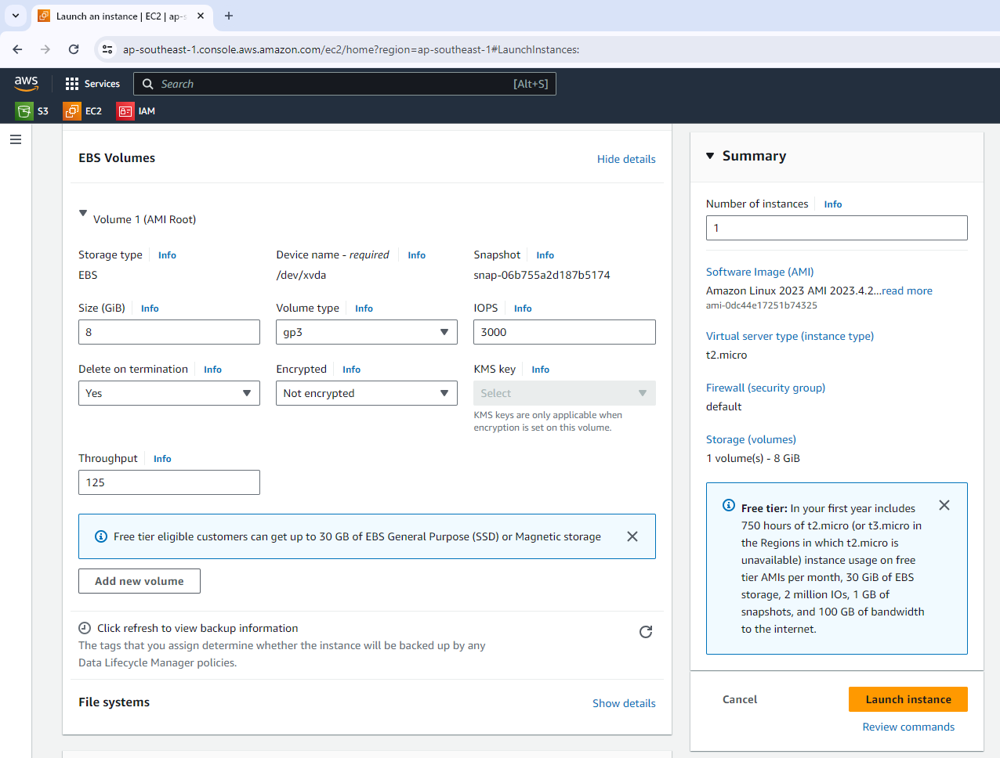 Launch an instance | EC2 | ap-s
ap-southeast-1.console.aws.amazon.com/ec2/home?region=ap-southeast-1#LaunchInstances:
aws
Services
Search
[Alt+S]
S3
EC2
IAM
EBS Volumes
Hide details
Volume 1 (AMI Root)
Storage type Info
EBS
Device name - required Info
/dev/xvda
Snapshot Info
snap-06b755a2d187b5174
Size (GiB) Info
8
Volume type Info
gp3
IOPS Info
3000
Delete on termination Info
Yes
Encrypted Info
Not encrypted
KMS key Info
Select
KMS keys are only applicable when
encryption is set on this volume.
Throughput Info
125
Free tier eligible customers can get up to 30 GB of EBS General Purpose (SSD) or Magnetic storage
Add new volume
Click refresh to view backup information
The tags that you assign determine whether the instance will be backed up by any
Data Lifecycle Manager policies.
File systems
Show details
Summary
Number of instances Info
1
Software Image (AMI)
Amazon Linux 2023 AMI 2023.4.2...read more
ami-0dc44e17251b74325
Virtual server type (instance type)
t2.micro
Firewall (security group)
default
Storage (volumes)
1 volume(s) - 8 GiB
Free tier: In your first year includes
750 hours of t2.micro (or t3.micro in
the Regions in which t2.micro is
unavailable) instance usage on free
tier AMIs per month, 30 GiB of EBS
storage, 2 million IOs, 1 GB of
snapshots, and 100 GB of bandwidth
to the internet.
Cancel
Launch instance
Review commands